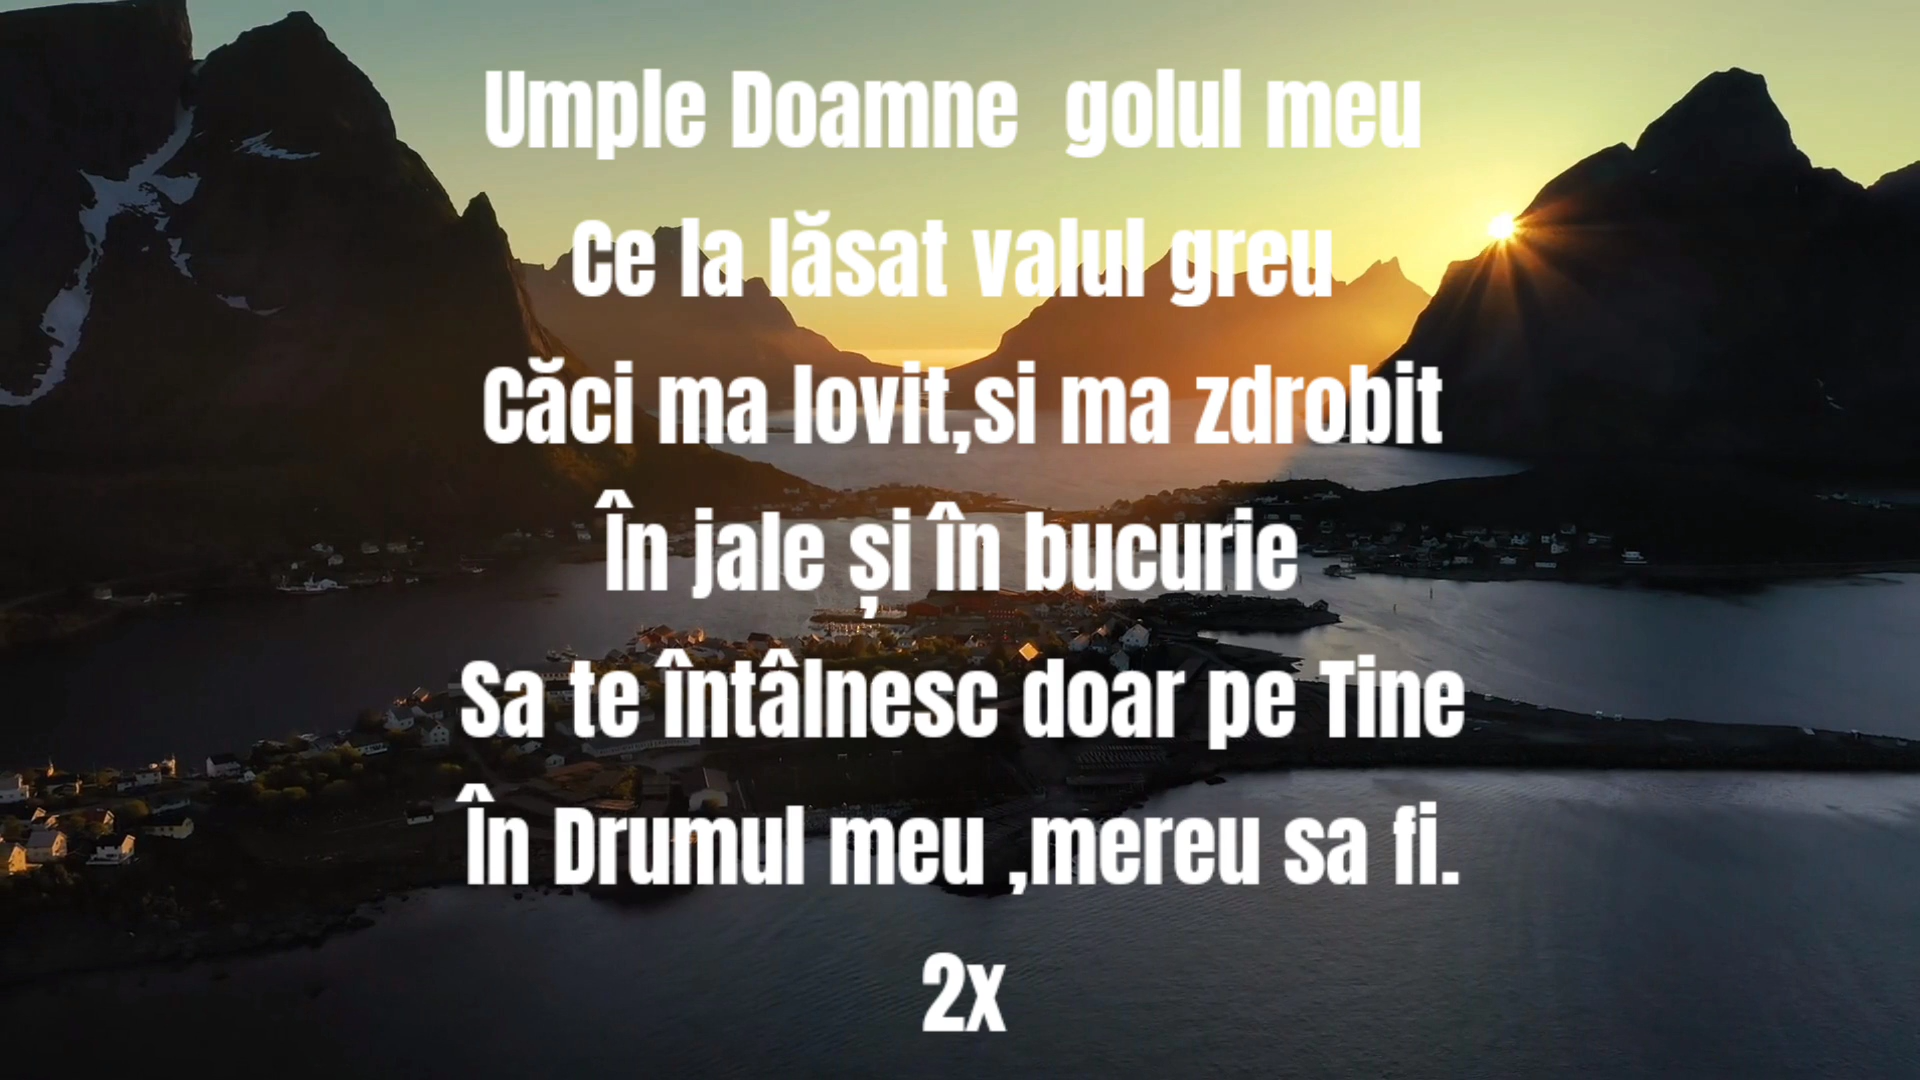 Umple Doamne  golul meu
Ce la lăsat valul greu
Căci ma lovit,si ma zdrobit
În jale și în bucurie
Sa te întâlnesc doar pe Tine
În Drumul meu ,mereu sa fi.
2x